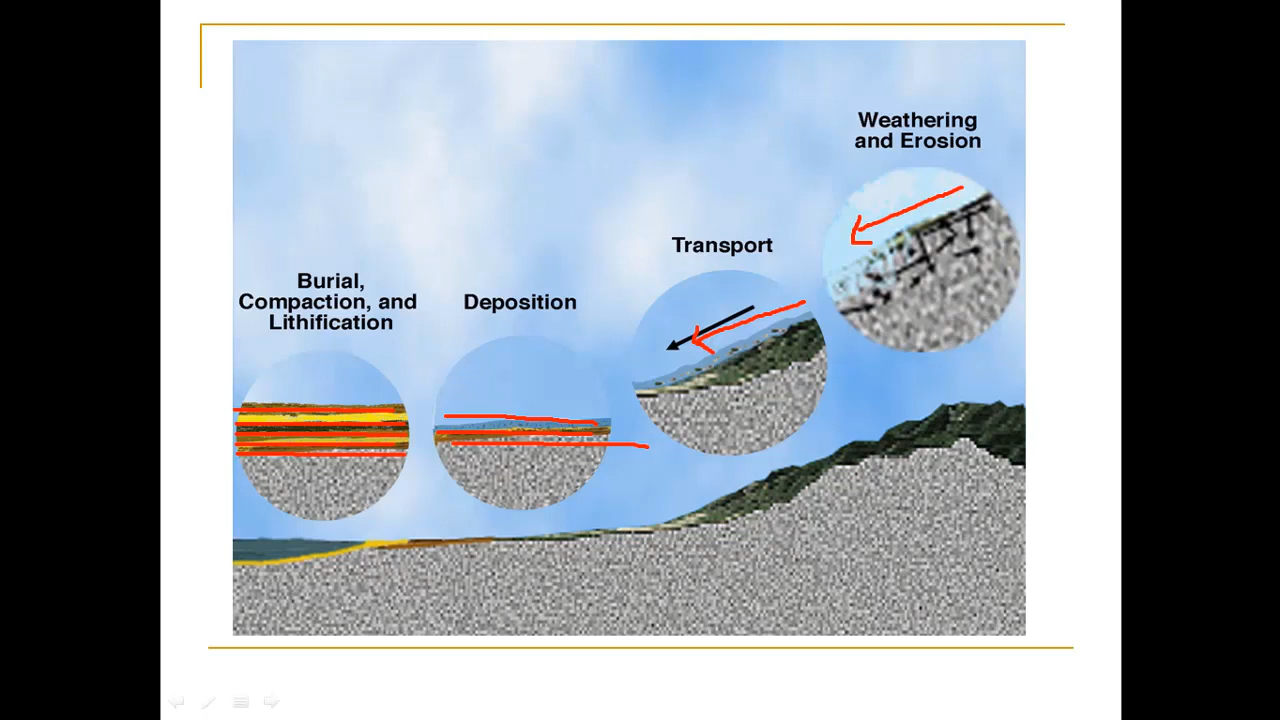 Weathering
and Erosion
Transport
Burial,
Compaction, and
Lithification
Deposition